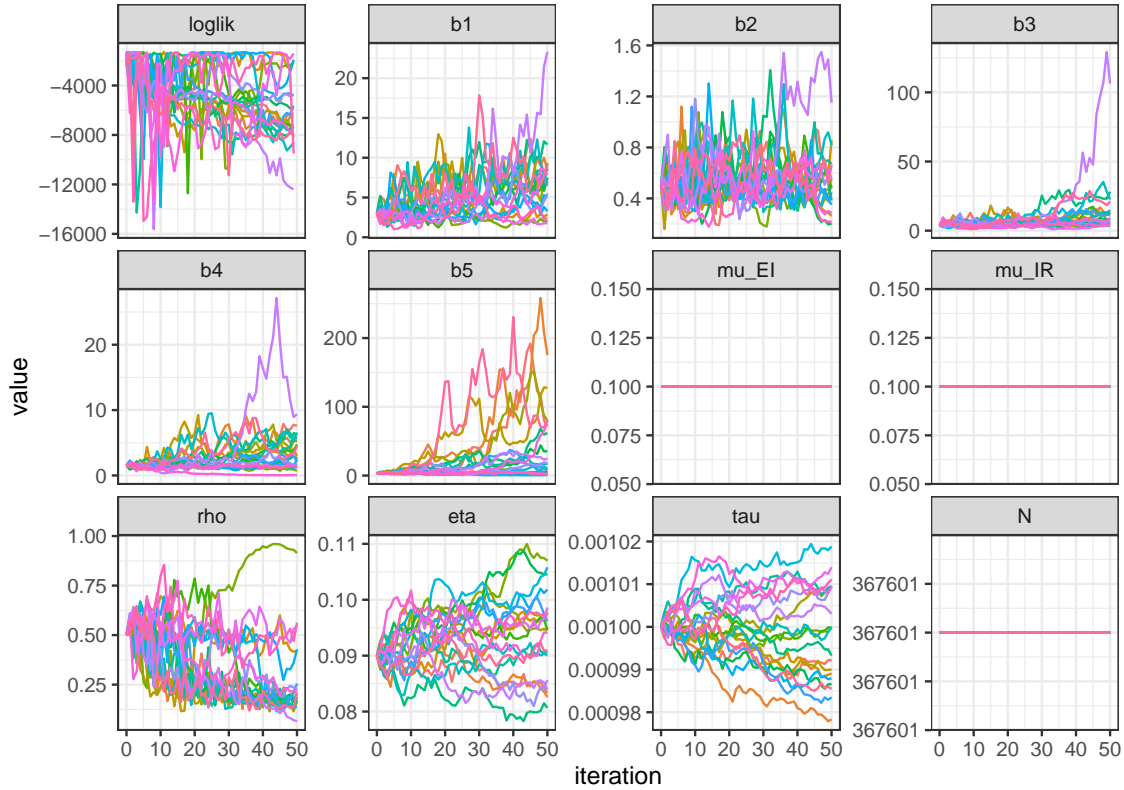 loglik b1 b2 b3
−4000 −8000 −12000 −16000
20 15 10 5 0
1.6 1.2 0.8 0.4
100 50 0
b4 b5 mu_EI mu_IR
20 10 0
200 100 0
0.150 0.125 0.100 0.075 0.050
0.150 0.125 0.100 0.075 0.050
rho eta tau N
1.00 0.75 0.50 0.25
0.11 0.10 0.09 0.08
0.00102 0.00101 0.00100 0.00099 0.00098
367601 367601 367601 367601
0 10 20 30 40 50 0 10 20 30 40 50 0 10 20 30 40 50 0 10 20 30 40 50
iteration
value